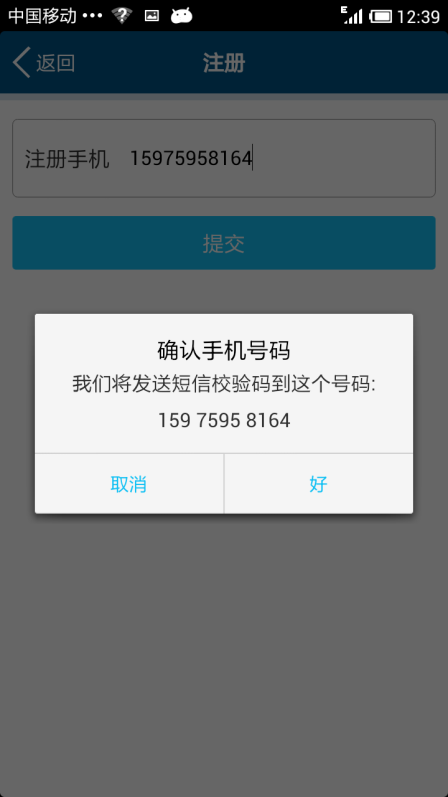 中国移动 ••• 12:39
返回 注册
注册手机 15975958164
提交
确认手机号码
我们将发送短信校验码到这个号码:
159 7595 8164
取消 好